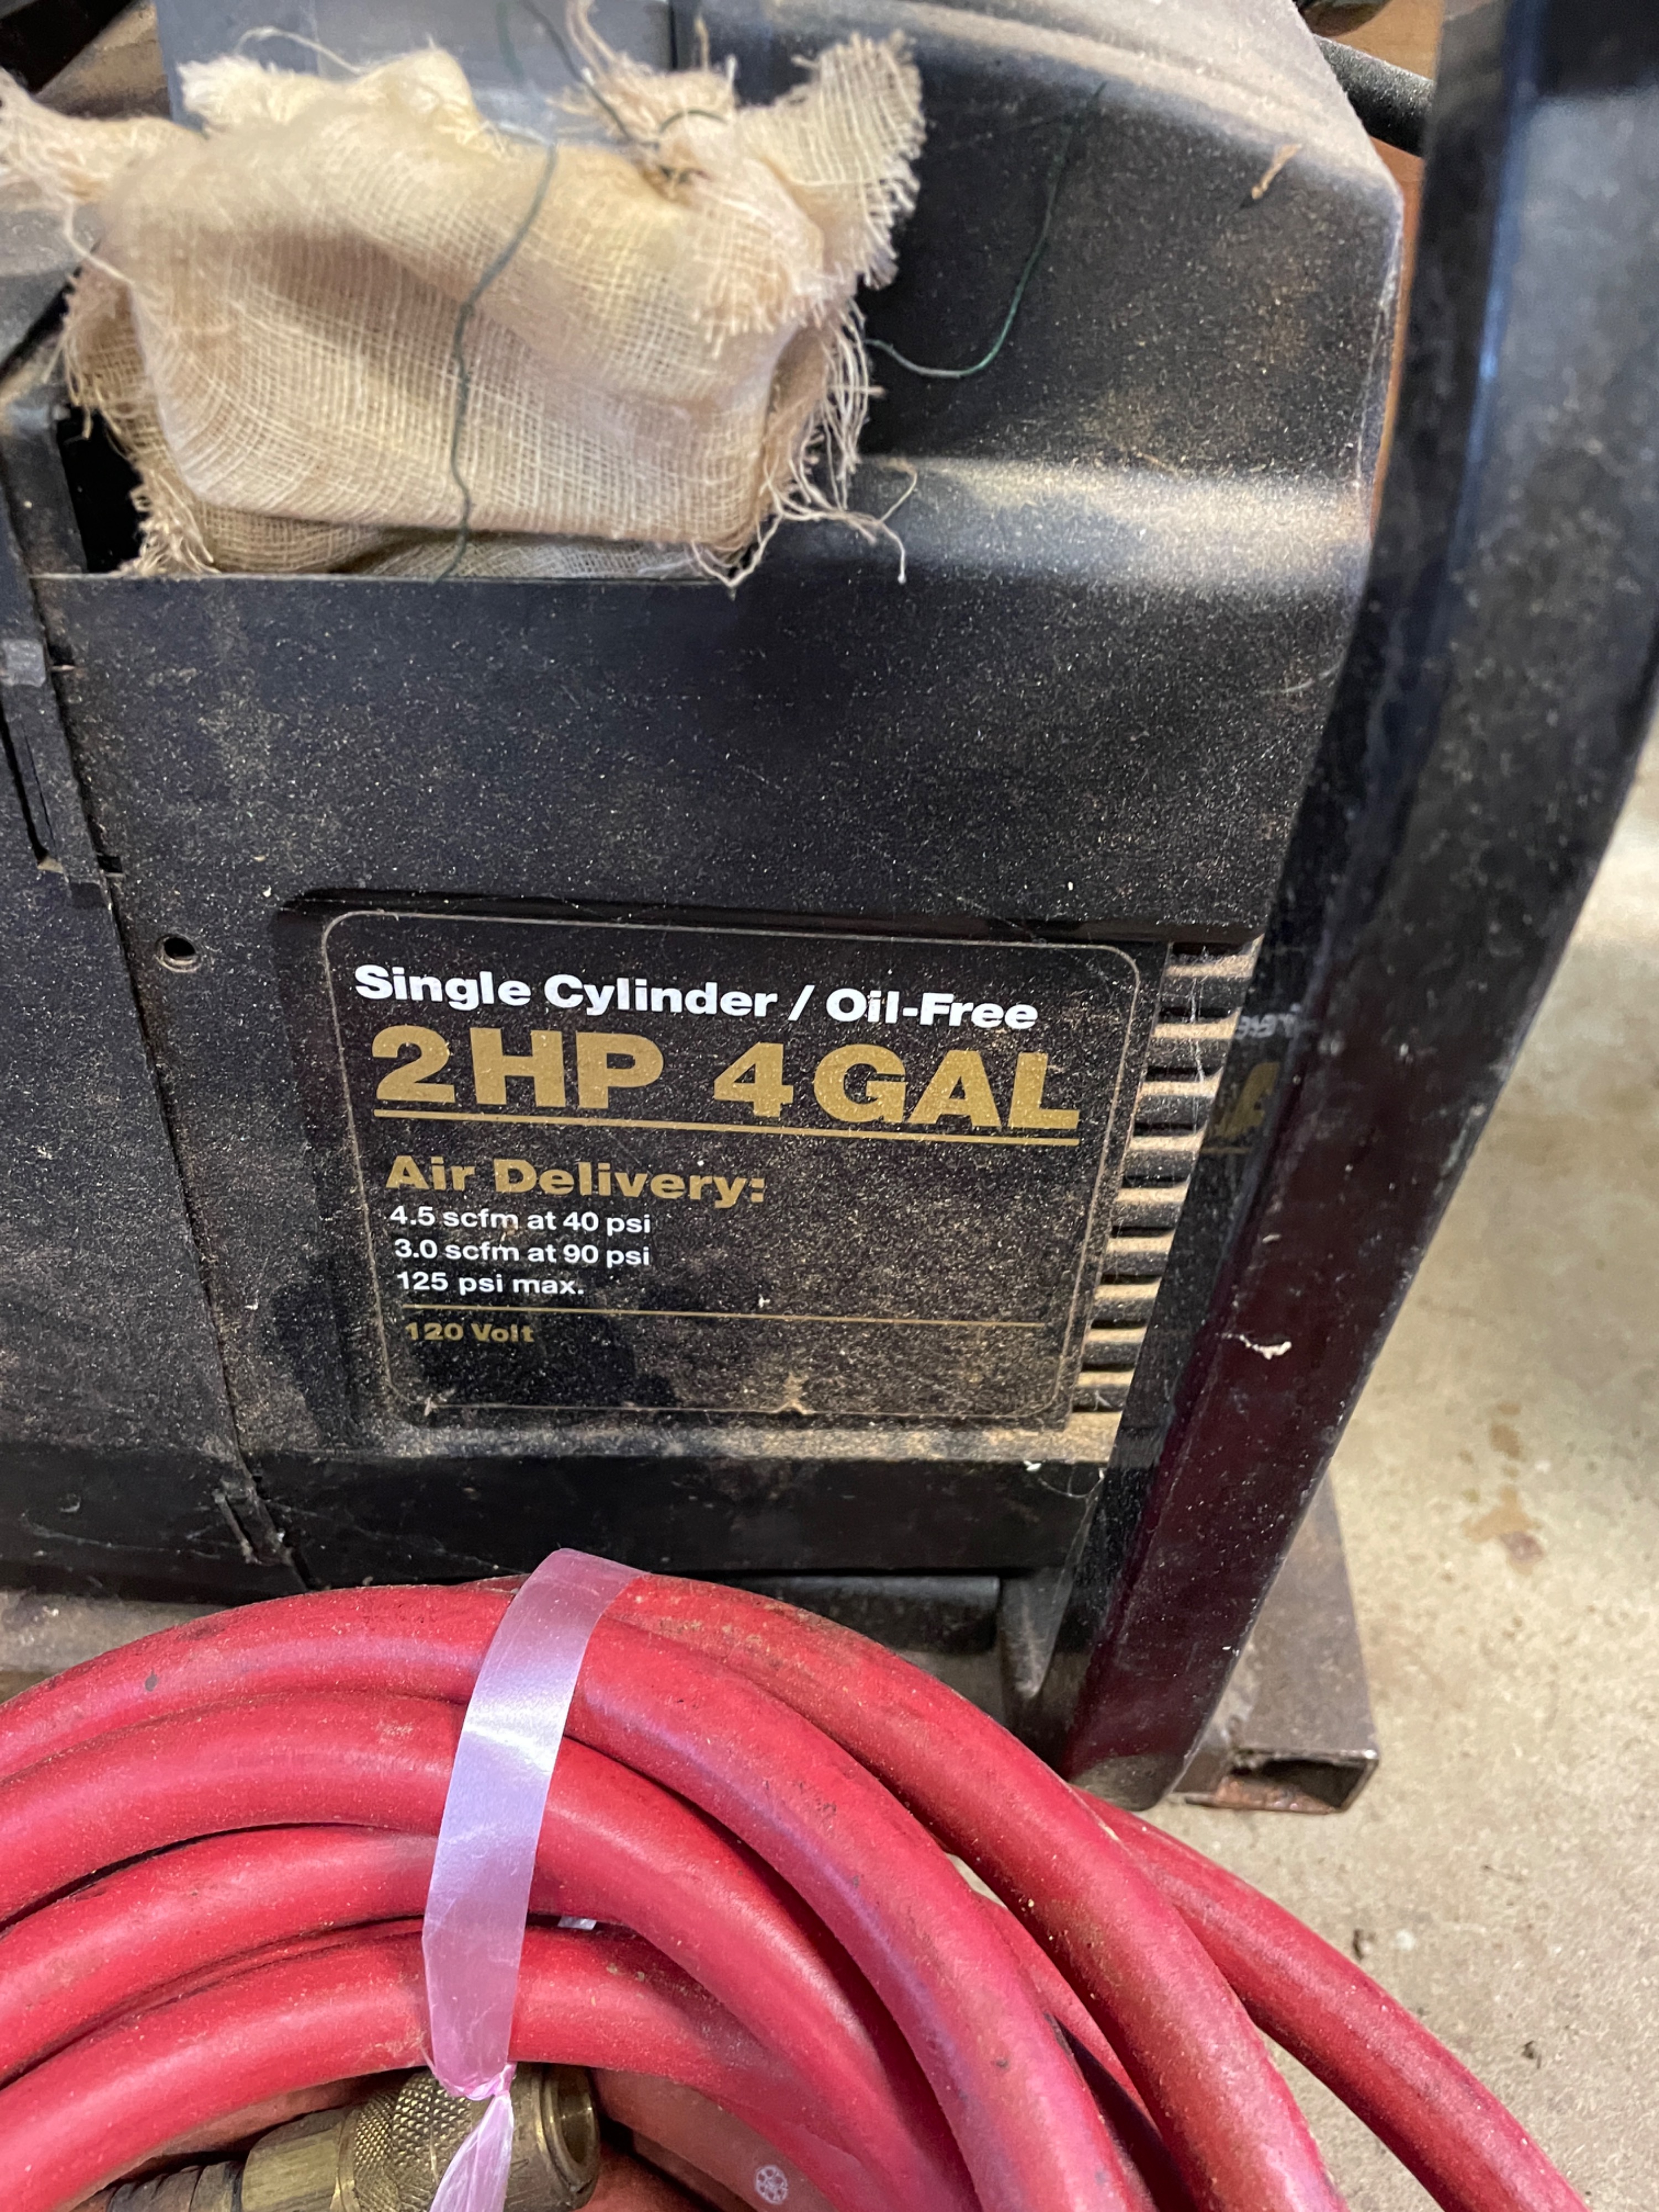 Single Cylinder / Oil-Free
2HP 4GAL
Air Delivery:
4.5 scfm at 40 psi
3.0 scfm at 90 psi
125 psi max.
120 Volt